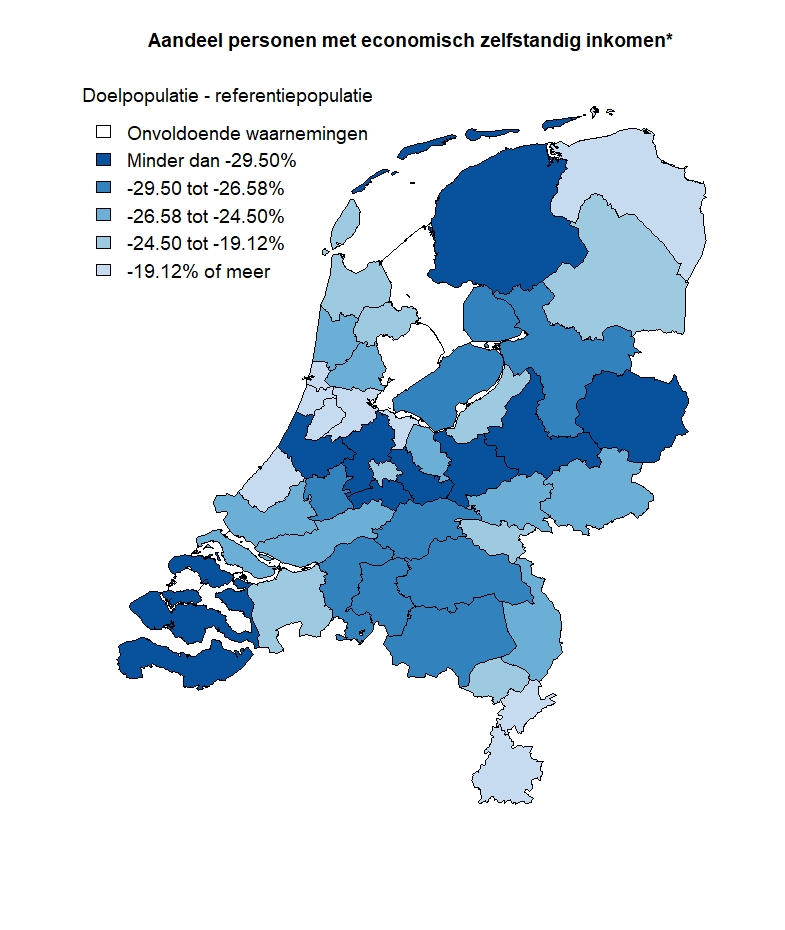 Aandeel personen met economisch zelfstandig inkomen*
Doelpopulatie - referentiepopulatie
Onvoldoende waarnemingen
Minder dan -29.50%
-29.50 tot -26.58%
-26.58 tot -24.50%
-24.50 tot -19.12%
-19.12% of meer